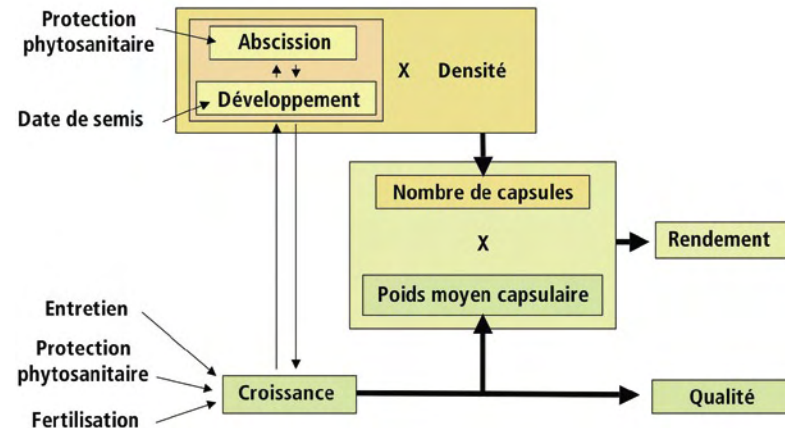 Protection
phytosanitaire
Abscission
X Densité
Développement
Date de semis
Nombre de capsules
X
Rendement
Poids moyen capsulaire
Entretien
Protection
phytosanitaire
Croissance
Qualité
Fertilisation